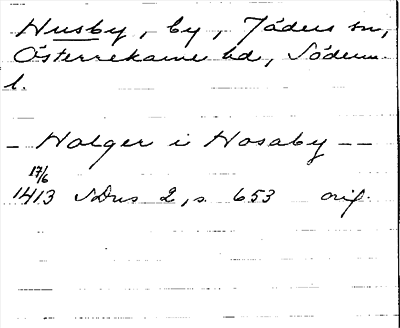 Husby, by, Jäders sn,
Österrekarne hd, Söderm.
l.
– Holger i Hosaby – –
17/6
1413 SDns 2, s. 653 orig.